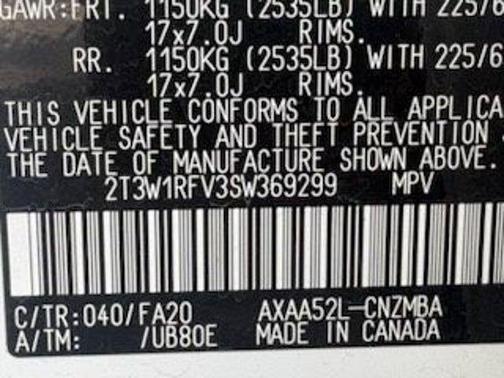 GAWR:FRT. 1150KG (2535LB) WITH 225/6
17x7.0J RIMS.
RR. 1150KG (2535LB) WITH 225/6
17x7.0J RIMS.
THIS VEHICLE CONFORMS TO ALL APPLICA
VEHICLE SAFETY AND THEFT PREVENTION
THE DATE OF MANUFACTURE SHOWN ABOVE.
2T3W1RFV3SW369299 MPV
C/TR:040/FA20 AXAA52L-CNZMBA
A/TM: /UB80E MADE IN CANADA